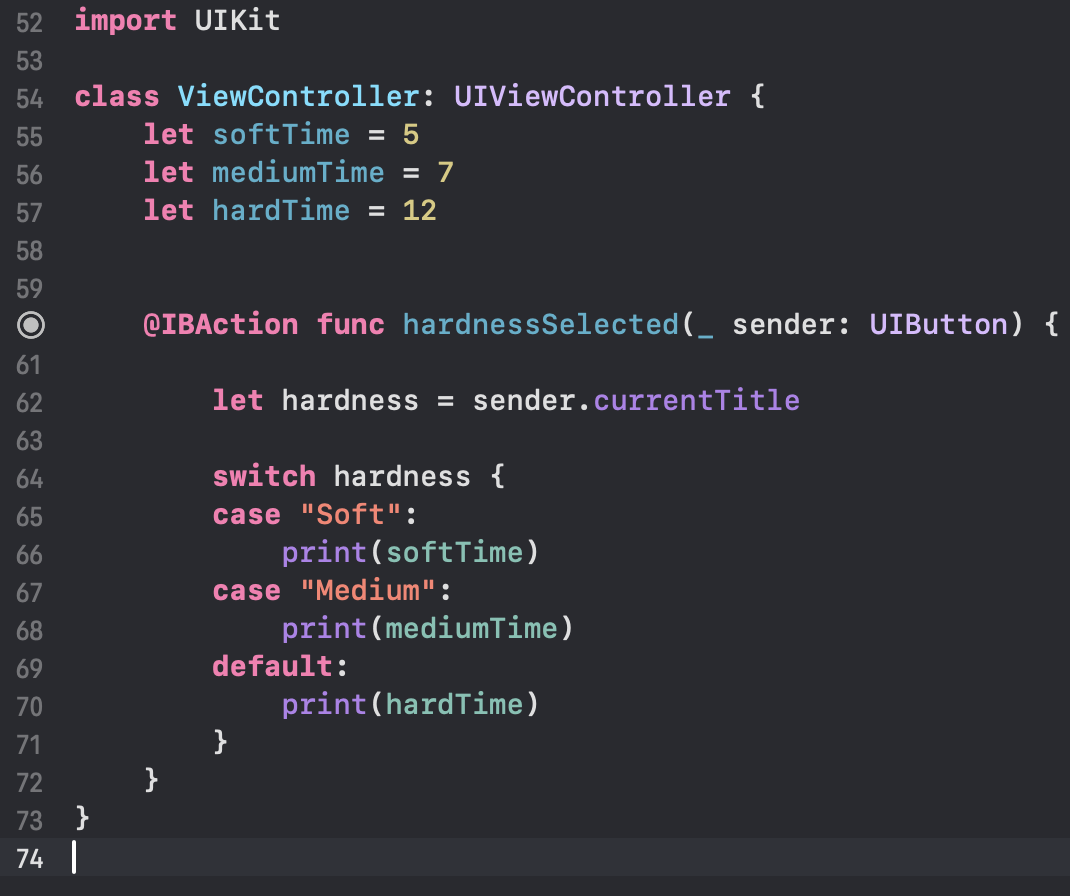 52 import UIKit
53
54 class ViewController: UIViewController {
55     let softTime = 5
56     let mediumTime = 7
57     let hardTime = 12
58
59
    @IBAction func hardnessSelected(_ sender: UIButton) {
61
62         let hardness = sender.currentTitle
63
64         switch hardness {
65         case "Soft":
66             print(softTime)
67         case "Medium":
68             print(mediumTime)
69         default:
70             print(hardTime)
71         }
72     }
73 }
74